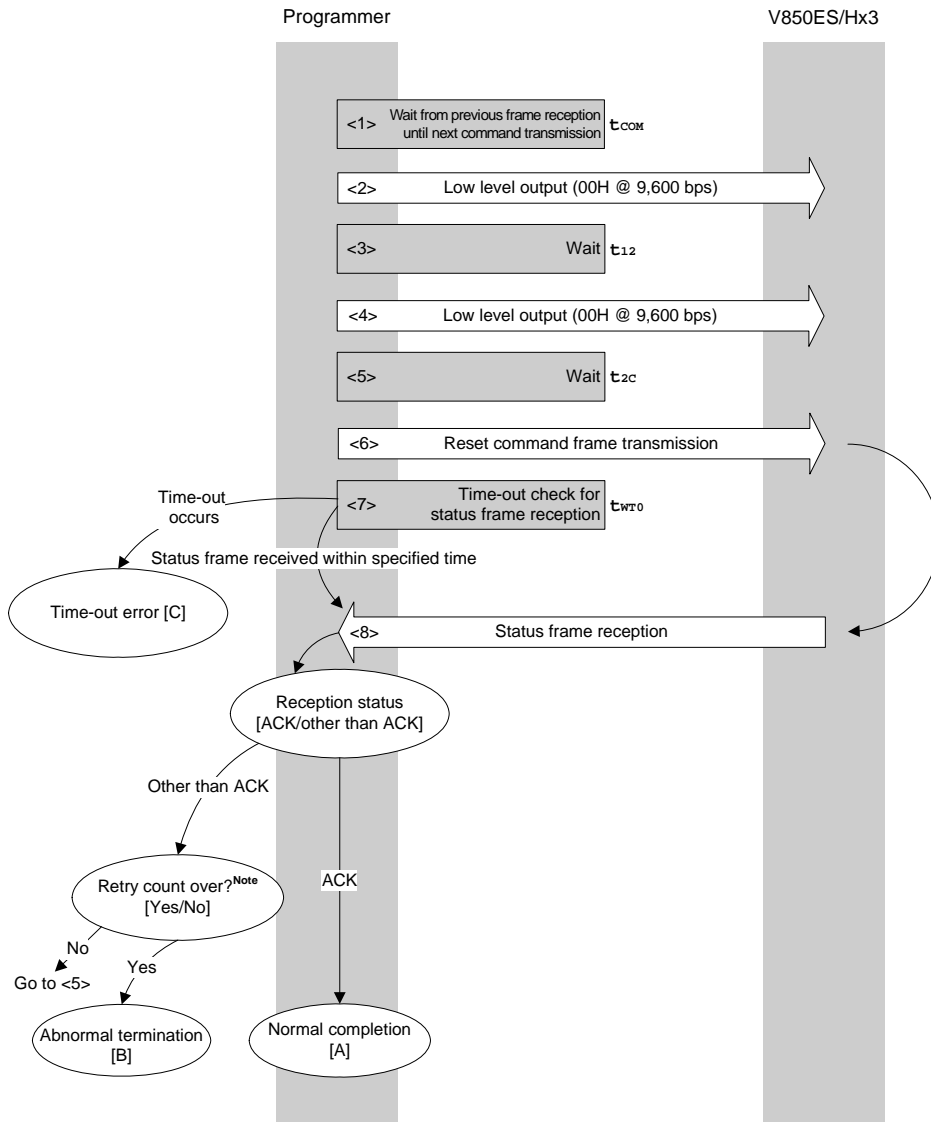 Programmer
V850ES/Hx3
<1> Wait from previous frame reception
until next command transmission
tCOM
<2> Low level output (00H @ 9,600 bps)
<3> Wait
t12
<4> Low level output (00H @ 9,600 bps)
<5> Wait
t2C
<6> Reset command frame transmission
<7> Time-out check for
status frame reception
tWT0
Time-out
occurs
Status frame received within specified time
Time-out error [C]
<8> Status frame reception
Reception status
[ACK/other than ACK]
Other than ACK
ACK
Retry count over?Note
[Yes/No]
No
Go to <5>
Yes
Abnormal termination
[B]
Normal completion
[A]